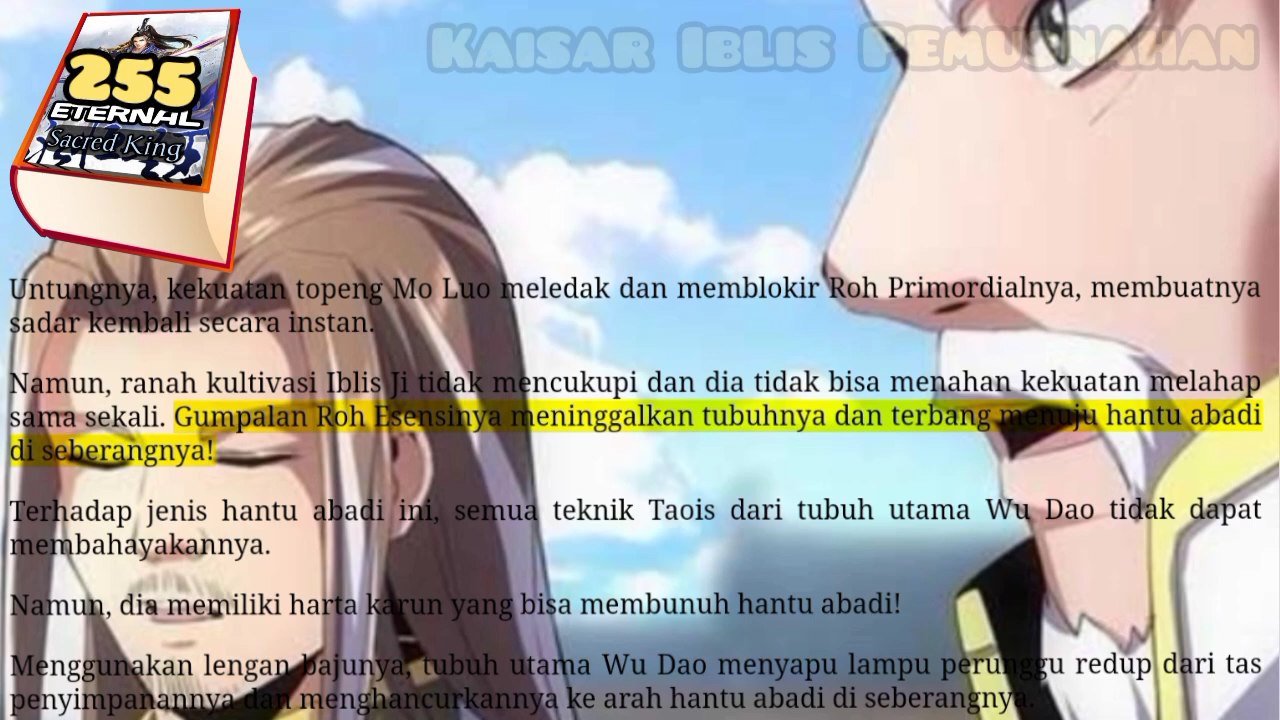 Kaisar Iblis Pemusnahan
255
ETERNAL
Sacred King
Untungnya, kekuatan topeng Mo Luo meledak dan memblokir Roh Primordialnya, membuatnya
sadar kembali secara instan.
Namun, ranah kultivasi Iblis Ji tidak mencukupi dan dia tidak bisa menahan kekuatan melahap
sama sekali. Gumpalan Roh Esensinya meninggalkan tubuhnya dan terbang menuju hantu abadi
di seberangnya!
Terhadap jenis hantu abadi ini, semua teknik Taois dari tubuh utama Wu Dao tidak dapat
membahayakannya.
Namun, dia memiliki harta karun yang bisa membunuh hantu abadi!
Menggunakan lengan bajunya, tubuh utama Wu Dao menyapu lampu perunggu redup dari tas
penyimpanannya dan menghancurkannya ke arah hantu abadi di seberangnya.